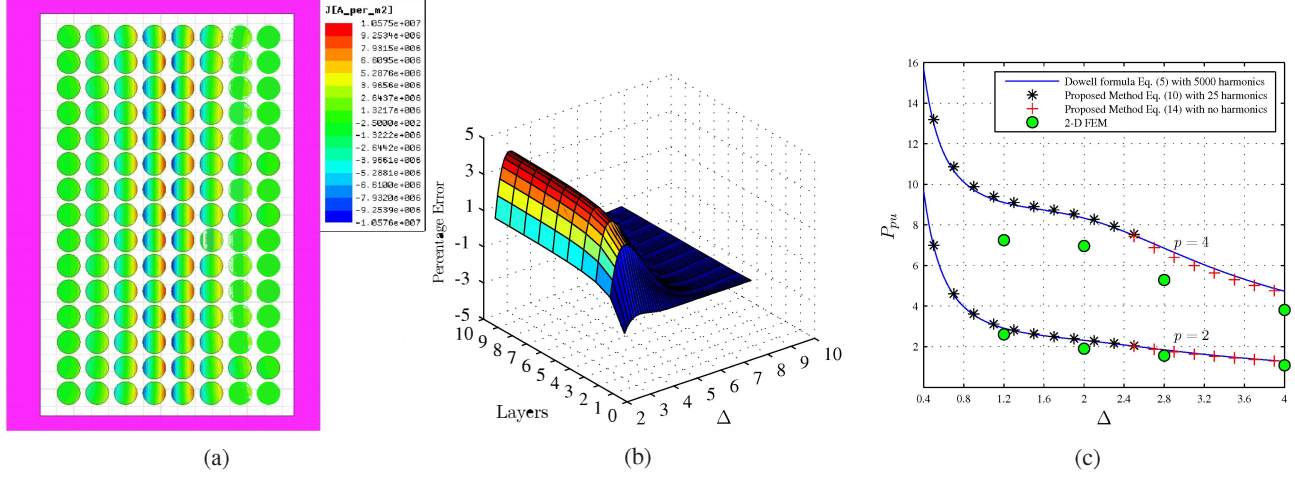 J[A_per_m2]
1.0575e+007
9.2534e+006
7.9315e+006
6.6095e+006
5.2876e+006
3.9656e+006
2.6437e+006
1.3217e+006
-2.5000e+002
-1.3222e+006
-2.6442e+006
-3.9661e+006
-5.2881e+006
-6.6100e+006
-7.9320e+006
-9.2539e+006
-1.0576e+007
(a)
Percentage Error
5
3
1
-1
-3
-5
10
9
8
7
6
5
4
3
2
1
0
Layers
2
3
4
5
6
7
8
9
10
Δ
(b)
P_pu
16
14
12
10
8
6
4
2
Dowell formula Eq. (5) with 5000 harmonics
Proposed Method Eq. (10) with 25 harmonics
Proposed Method Eq. (14) with no harmonics
2-D FEM
p = 4
p = 2
0.4 0.8 1.2 1.6 2 2.4 2.8 3.2 3.6 4
Δ
(c)